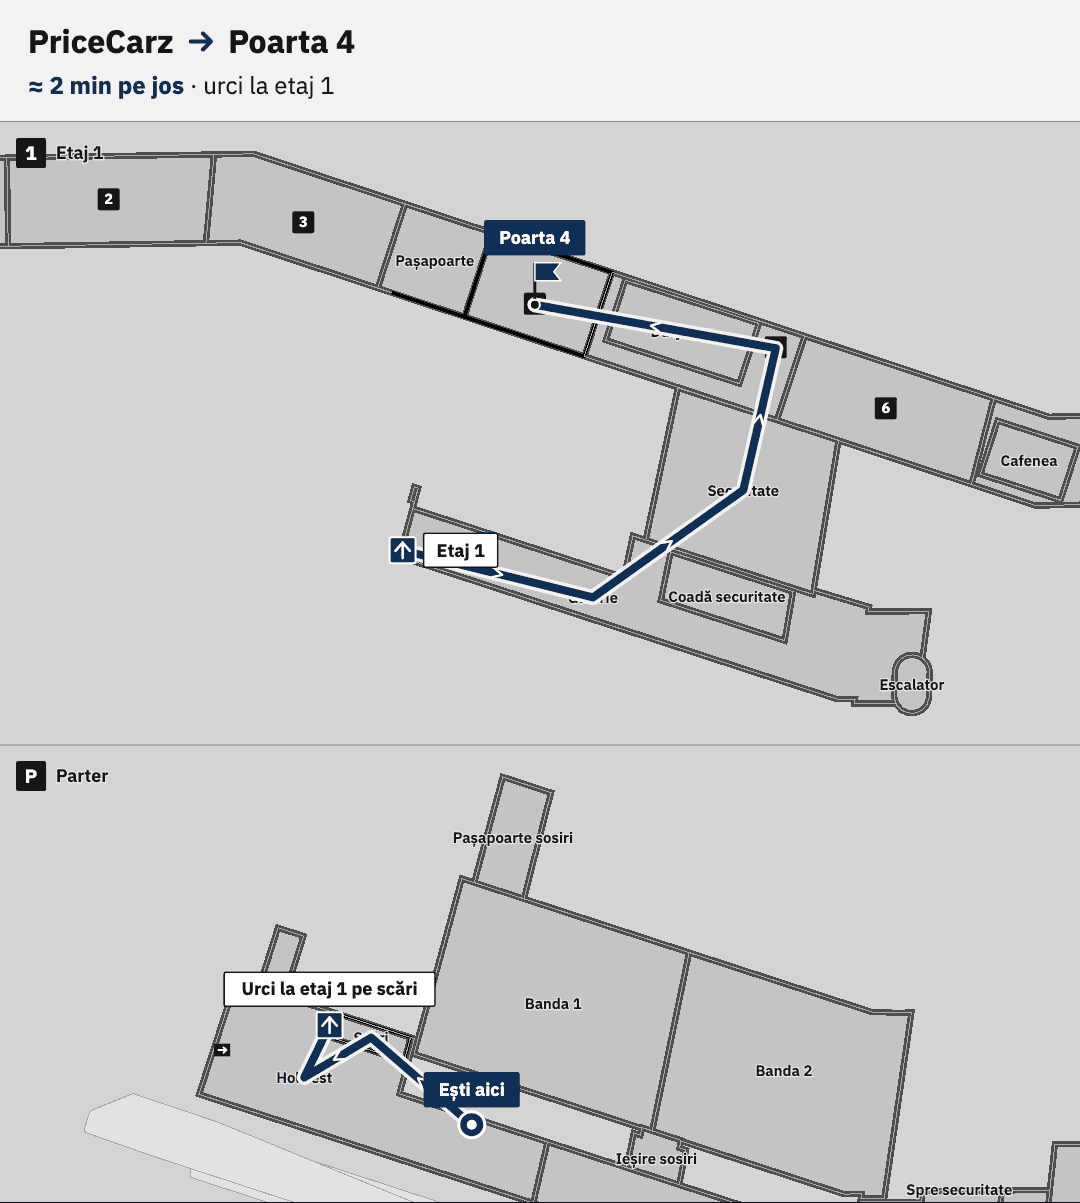 PriceCarz → Poarta 4
≈ 2 min pe jos · urci la etaj 1
1 Etaj 1
2
3
Pașapoarte
Poarta 4
6
Cafenea
Etaj 1
Coadă securitate
Escalator
P Parter
Pașapoarte sosiri
Urci la etaj 1 pe scări
Banda 1
Banda 2
Ești aici
Ieșire sosiri
Spre securitate